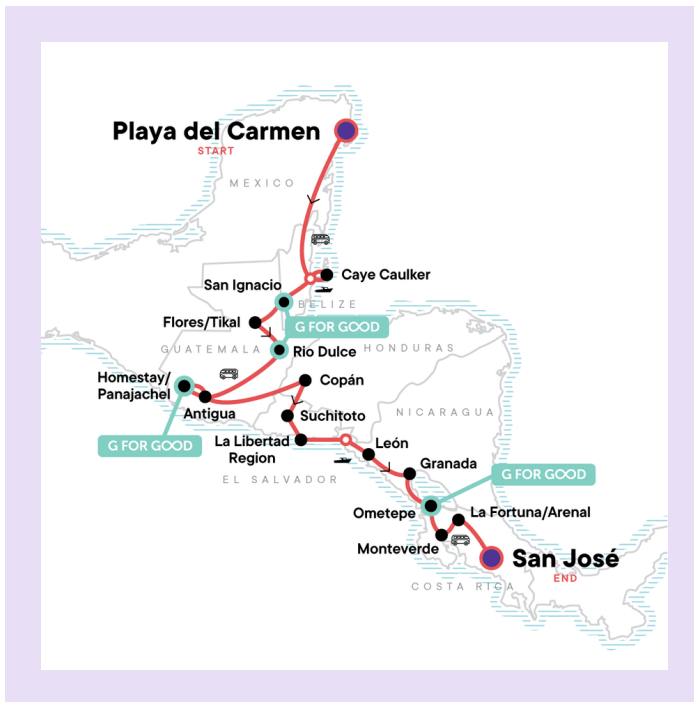 Playa del Carmen
START
MEXICO
San Ignacio
Caye Caulker
BELIZE
Flores/Tikal
G FOR GOOD
GUATEMALA
Rio Dulce
HONDURAS
Homestay/
Panajachel
Copán
Antigua
Suchitoto
NICARAGUA
G FOR GOOD
La Libertad
Region
León
EL SALVADOR
Granada
G FOR GOOD
Ometepe
La Fortuna/Arenal
Monteverde
San José
END
COSTA RICA